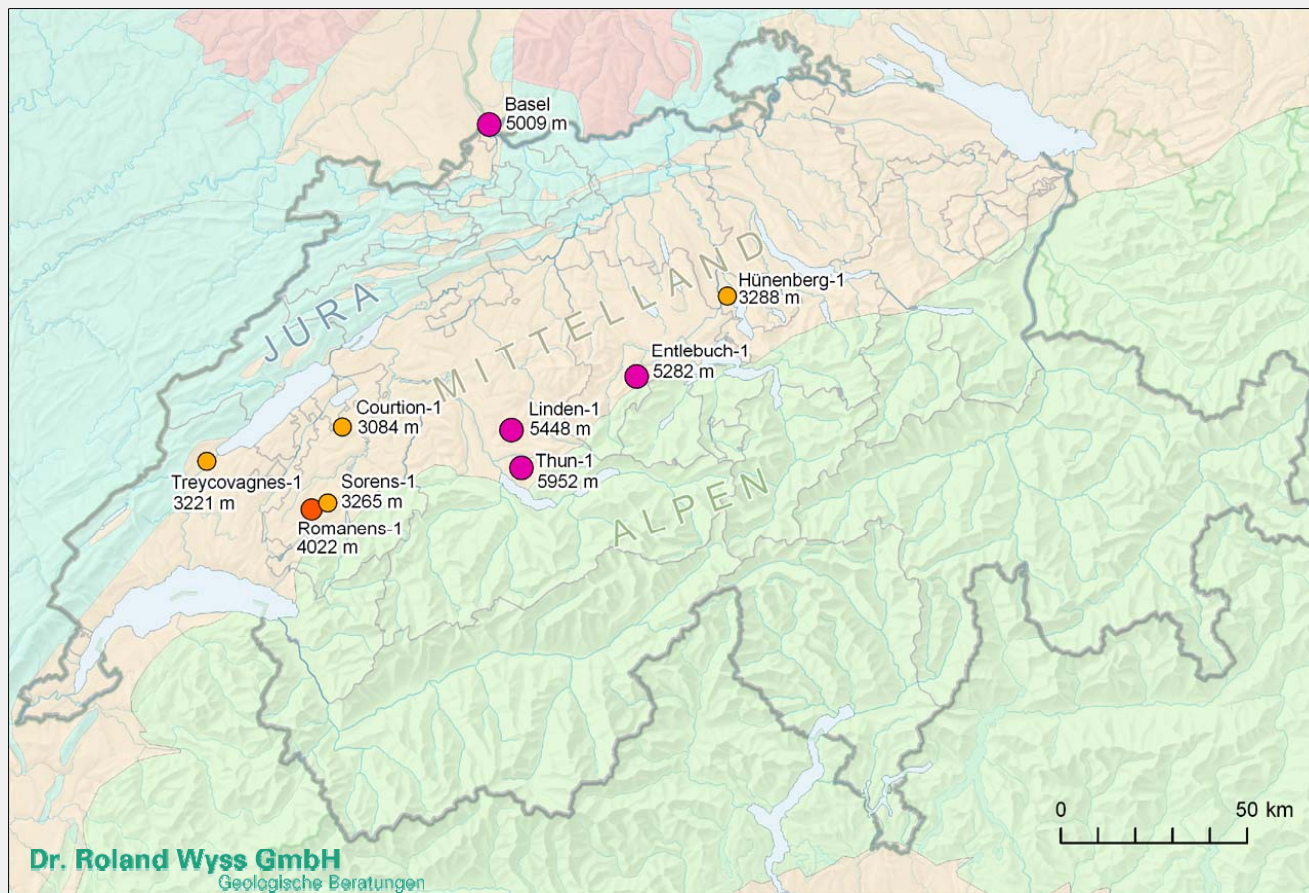 Basel
5009 m
Hünenberg-1
3288 m
MITTELLAND
JURA
Entlebuch-1
5282 m
Courtion-1
3084 m
Linden-1
5448 m
Thun-1
5952 m
Treycovagnes-1
3221 m
Sorens-1
3265 m
Romanens-1
4022 m
ALPEN
0 50 km
Dr. Roland Wyss GmbH
Geologische Beratungen